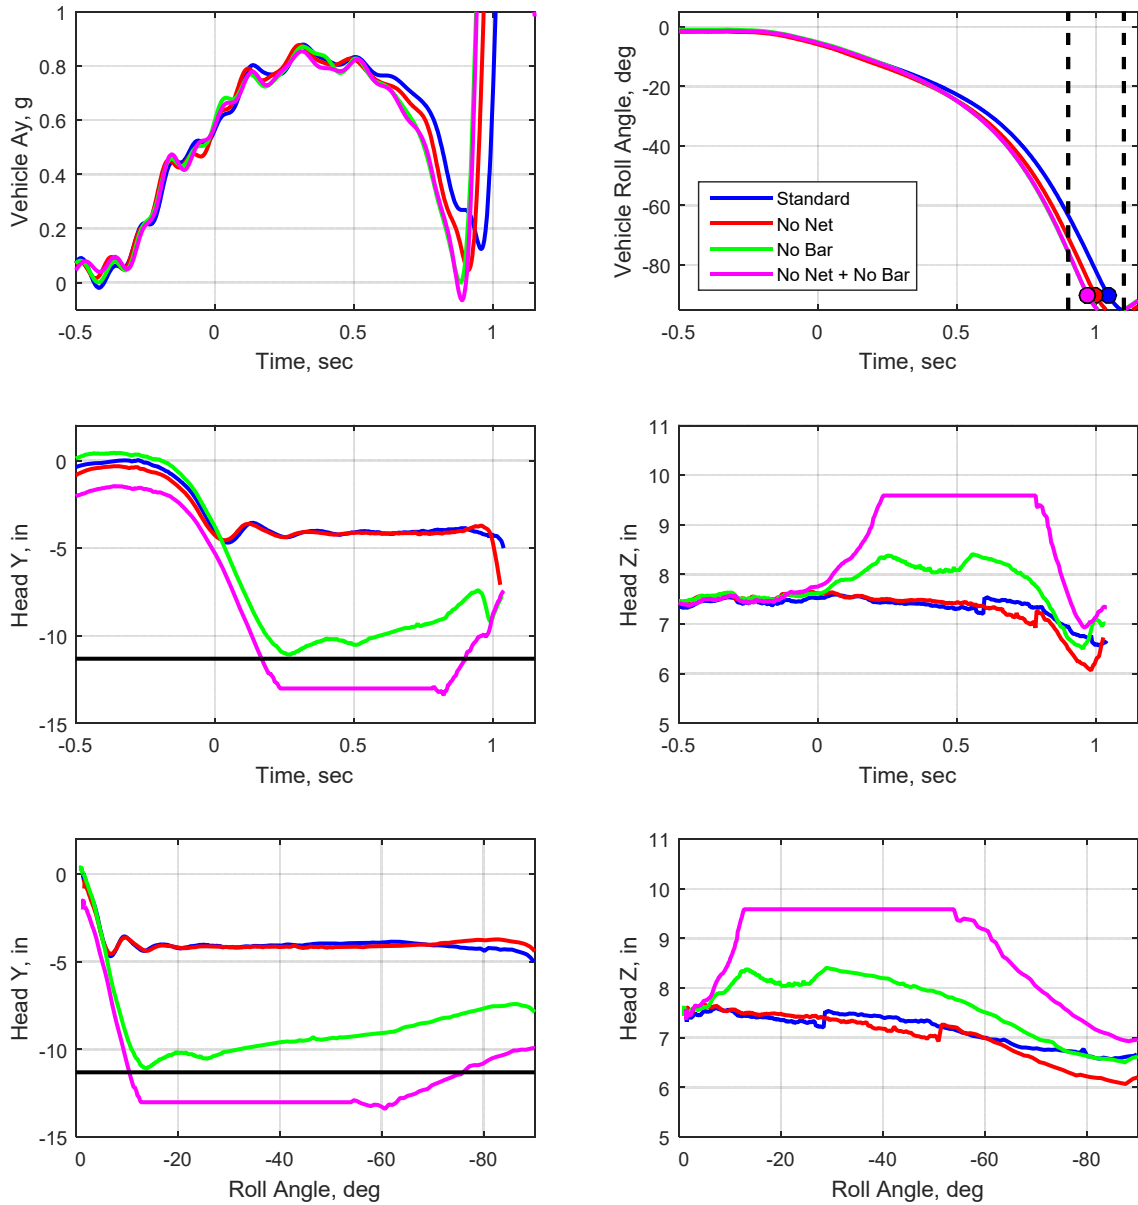 1
0.8
0.6
0.4
0.2
0
Vehicle Ay, g
-0.5 0 0.5 1
Time, sec
0
-20
-40
-60
-80
Vehicle Roll Angle, deg
Standard
No Net
No Bar
No Net + No Bar
-0.5 0 0.5 1
Time, sec
0
-5
-10
-15
Head Y, in
-0.5 0 0.5 1
Time, sec
11
10
9
8
7
6
5
Head Z, in
-0.5 0 0.5 1
Time, sec
0
-5
-10
-15
Head Y, in
0 -20 -40 -60 -80
Roll Angle, deg
11
10
9
8
7
6
5
Head Z, in
0 -20 -40 -60 -80
Roll Angle, deg